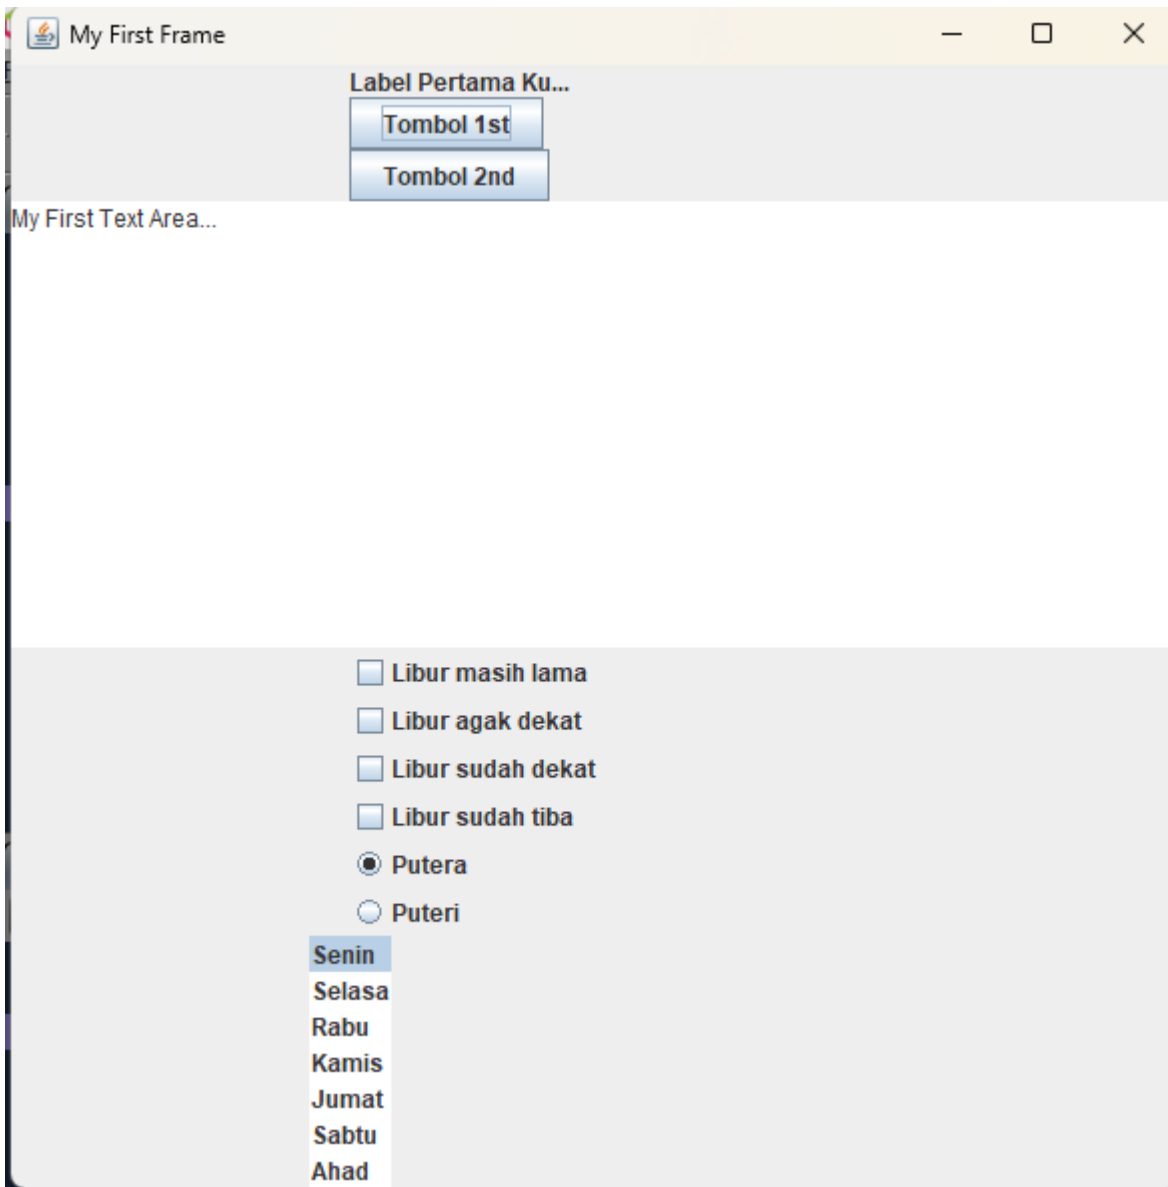 My First Frame
Label Pertama Ku...
Tombol 1st
Tombol 2nd
My First Text Area...
Libur masih lama
Libur agak dekat
Libur sudah dekat
Libur sudah tiba
Putera
Puteri
Senin
Selasa
Rabu
Kamis
Jumat
Sabtu
Ahad